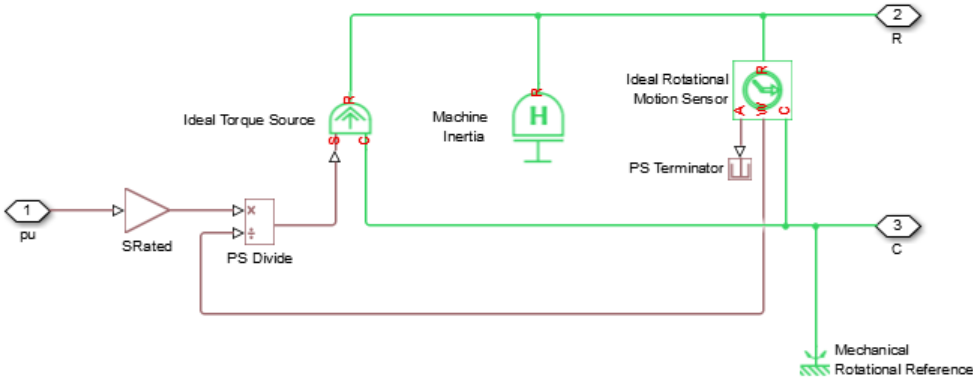 2
R
R
Ideal Rotational
Motion Sensor
A
W
C
R
H
Machine
Inertia
R
Ideal Torque Source
S
C
PS Terminator
1
pu
SRated
×
÷
PS Divide
3
C
Mechanical
Rotational Reference